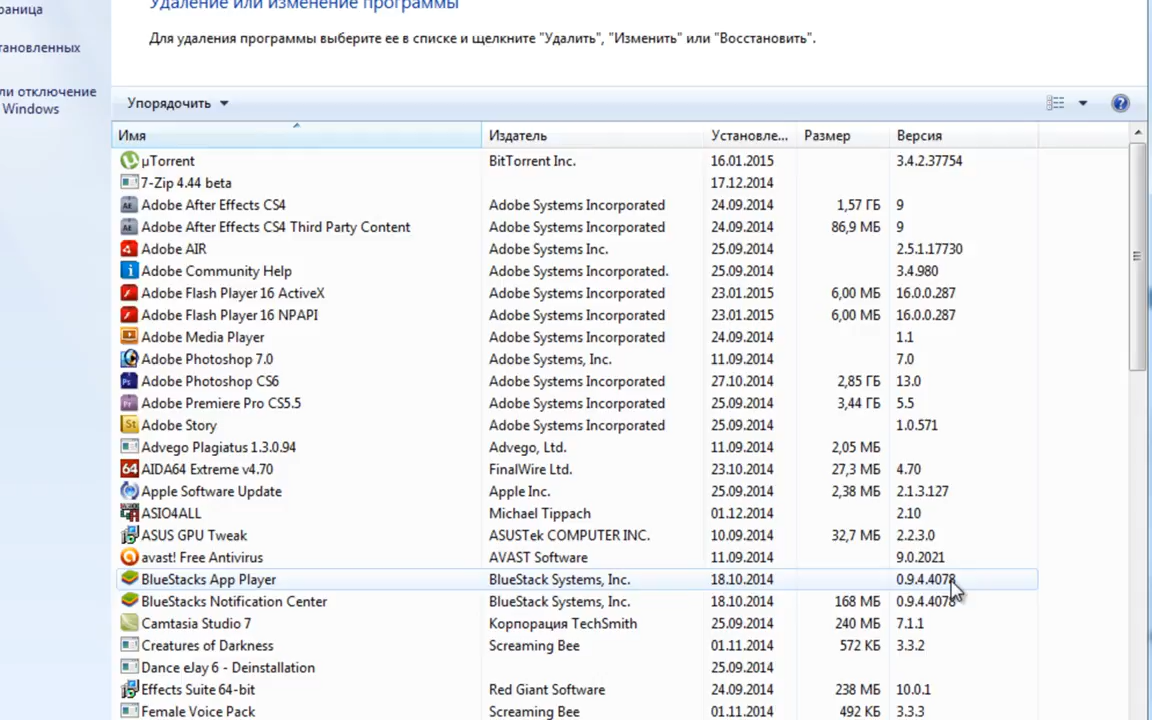 Удаление или изменение программы
раница
Для удаления программы выберите ее в списке и щелкните "Удалить", "Изменить" или "Восстановить".
тановленных
ли отключение
Windows
Упорядочить
Имя Издатель Установле... Размер Версия
µTorrent BitTorrent Inc. 16.01.2015 3.4.2.37754
7-Zip 4.44 beta 17.12.2014
Adobe After Effects CS4 Adobe Systems Incorporated 24.09.2014 1,57 ГБ 9
Adobe After Effects CS4 Third Party Content Adobe Systems Incorporated 24.09.2014 86,9 МБ 9
Adobe AIR Adobe Systems Inc. 25.09.2014 2.5.1.17730
Adobe Community Help Adobe Systems Incorporated. 25.09.2014 3.4.980
Adobe Flash Player 16 ActiveX Adobe Systems Incorporated 23.01.2015 6,00 МБ 16.0.0.287
Adobe Flash Player 16 NPAPI Adobe Systems Incorporated 23.01.2015 6,00 МБ 16.0.0.287
Adobe Media Player Adobe Systems Incorporated 24.09.2014 1.1
Adobe Photoshop 7.0 Adobe Systems, Inc. 11.09.2014 7.0
Adobe Photoshop CS6 Adobe Systems Incorporated 27.10.2014 2,85 ГБ 13.0
Adobe Premiere Pro CS5.5 Adobe Systems Incorporated 25.09.2014 3,44 ГБ 5.5
Adobe Story Adobe Systems Incorporated 25.09.2014 1.0.571
Advego Plagiatus 1.3.0.94 Advego, Ltd. 11.09.2014 2,05 МБ
AIDA64 Extreme v4.70 FinalWire Ltd. 23.10.2014 27,3 МБ 4.70
Apple Software Update Apple Inc. 25.09.2014 2,38 МБ 2.1.3.127
ASIO4ALL Michael Tippach 01.12.2014 2.10
ASUS GPU Tweak ASUSTek COMPUTER INC. 10.09.2014 32,7 МБ 2.2.3.0
avast! Free Antivirus AVAST Software 11.09.2014 9.0.2021
BlueStacks App Player BlueStack Systems, Inc. 18.10.2014 0.9.4.4078
BlueStacks Notification Center BlueStack Systems, Inc. 18.10.2014 168 МБ 0.9.4.4078
Camtasia Studio 7 Корпорация TechSmith 25.09.2014 240 МБ 7.1.1
Creatures of Darkness Screaming Bee 01.11.2014 572 КБ 3.3.2
Dance eJay 6 - Deinstallation 25.09.2014
Effects Suite 64-bit Red Giant Software 24.09.2014 238 МБ 10.0.1
Female Voice Pack Screaming Bee 01.11.2014 492 КБ 3.3.3